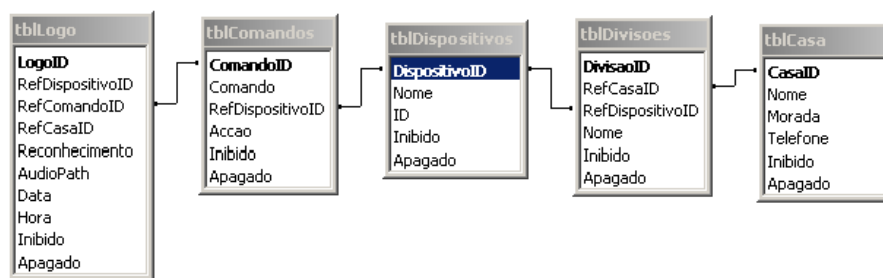 tblLogo
LogoID
RefDispositivoID
RefComandoID
RefCasaID
Reconhecimento
AudioPath
Data
Hora
Inibido
Apagado
tblComandos
ComandoID
Comando
RefDispositivoID
Accao
Inibido
Apagado
tblDispositivos
DispositivoID
Nome
ID
Inibido
Apagado
tblDivisoes
DivisaoID
RefCasaID
RefDispositivoID
Nome
Inibido
Apagado
tblCasa
CasaID
Nome
Morada
Telefone
Inibido
Apagado